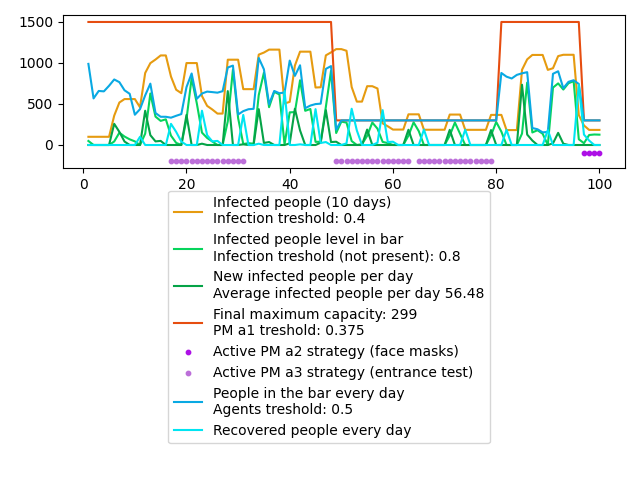 1500
1000
500
0
0 20 40 60 80 100
Infected people (10 days)
Infection treshold: 0.4
Infected people level in bar
Infection treshold (not present): 0.8
New infected people per day
Average infected people per day 56.48
Final maximum capacity: 299
PM a1 treshold: 0.375
Active PM a2 strategy (face masks)
Active PM a3 strategy (entrance test)
People in the bar every day
Agents treshold: 0.5
Recovered people every day